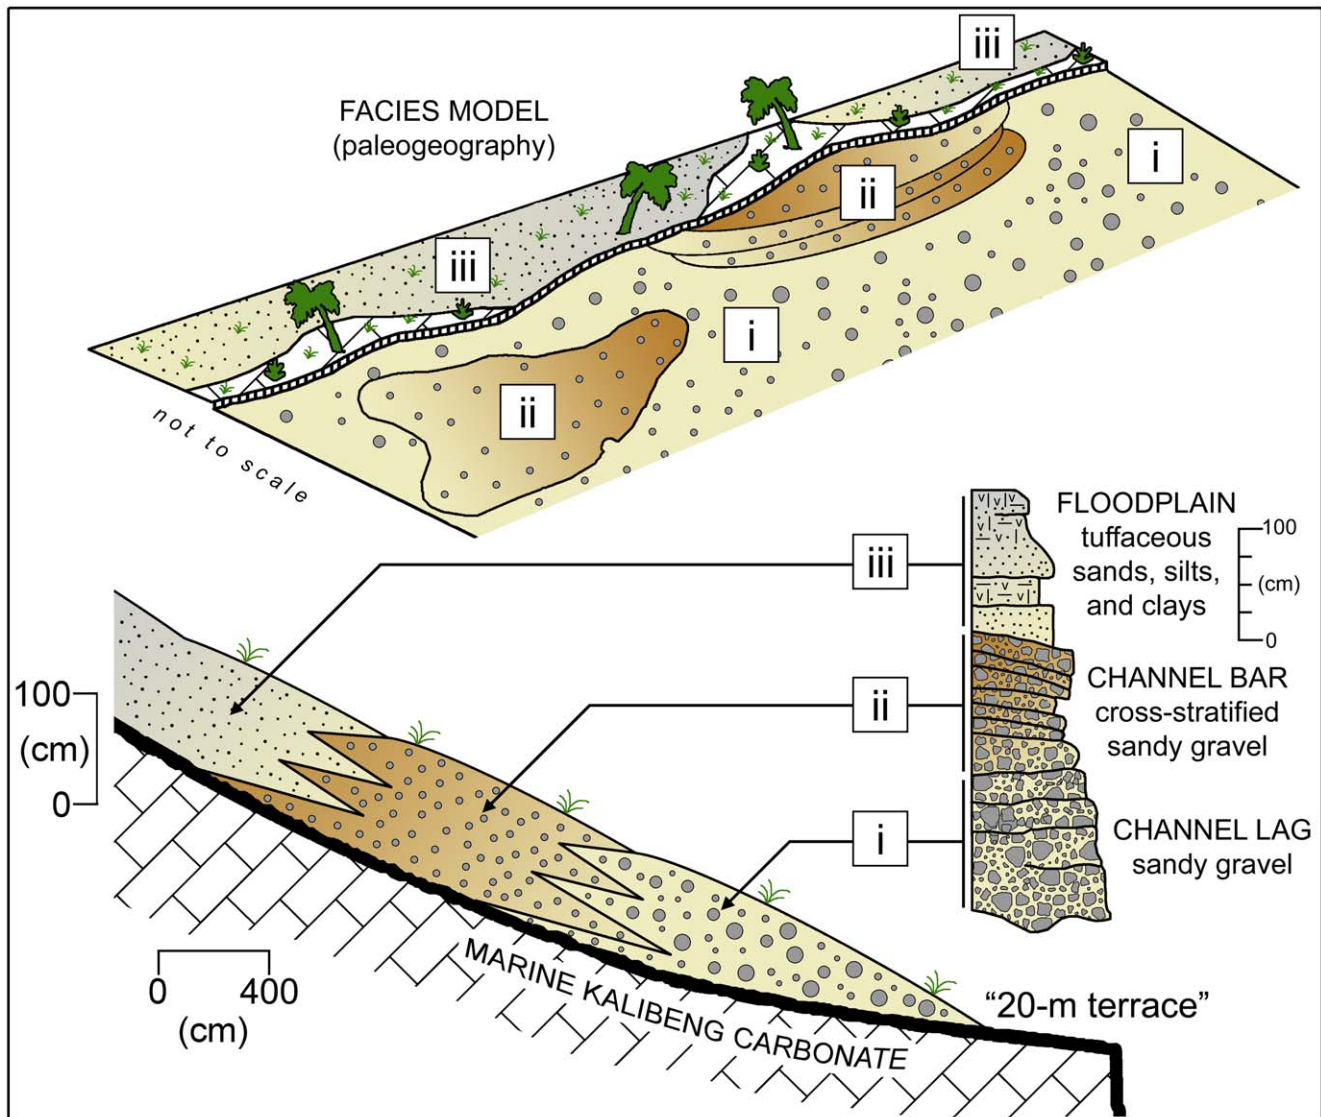 iii
FACIES MODEL
(paleogeography)
i
ii
iii
i
ii
not to scale
FLOODPLAIN
tuffaceous
sands, silts,
and clays
100
(cm)
0
iii
100
(cm)
0
ii
CHANNEL BAR
cross-stratified
sandy gravel
i
CHANNEL LAG
sandy gravel
MARINE KALIBENG CARBONATE
0 400
(cm)
“20-m terrace”